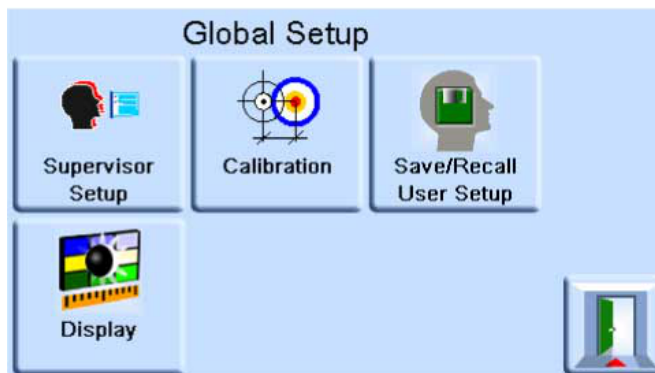 Global Setup
Supervisor
Setup
Calibration
Save/Recall
User Setup
Display